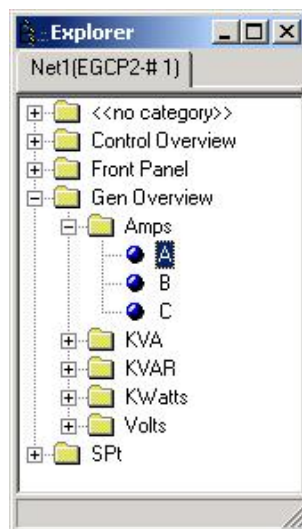 Explorer
Net1(EGCP2-# 1)
<<no category>>
Control Overview
Front Panel
Gen Overview
Amps
A
B
C
KVA
KVAR
KWatts
Volts
SPt